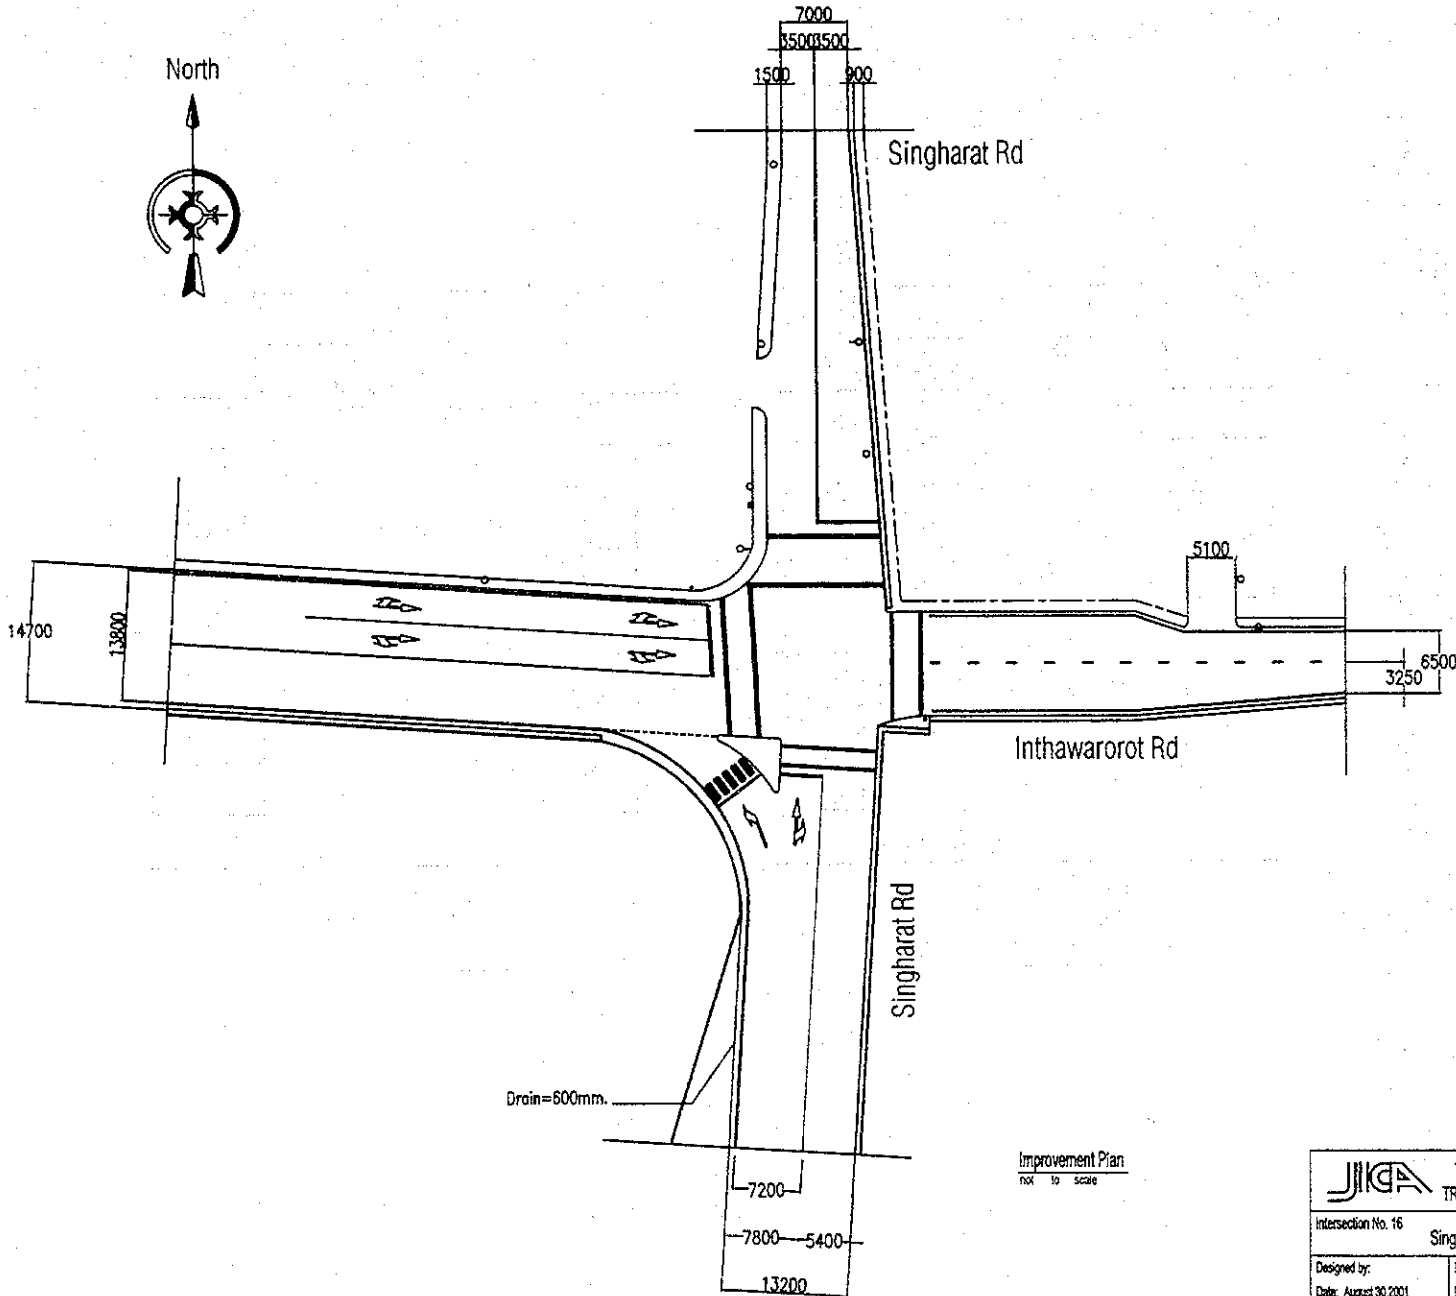 7000
3500 3500
1500
900
North
Singharat Rd
5100
14700
13800
6500
3250
Inthawarorot Rd
Singharat Rd
Drain=600mm.
Improvement Plan
not to scale
7200
7800
5400
13200
JICA
TR
Intersection No. 16
Sing
Designed by:
Date: August 30 2001